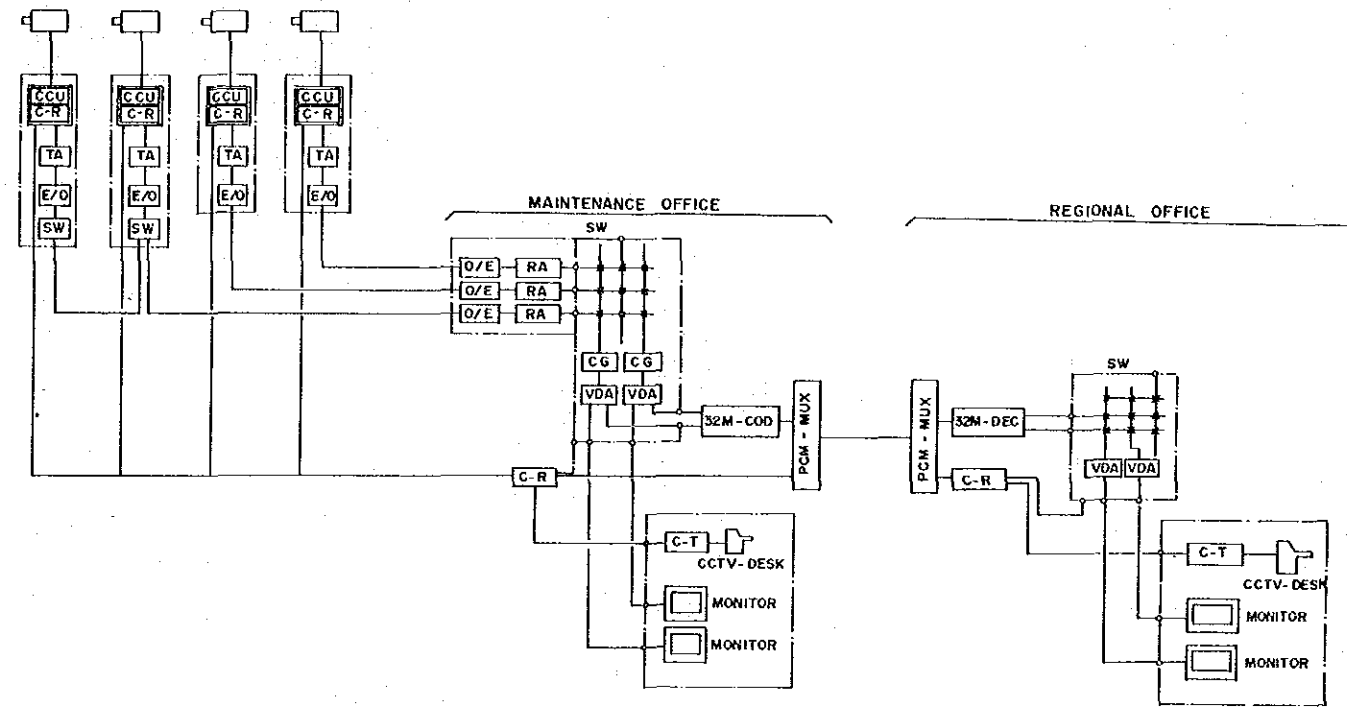 CCU CCU CCU CCU
C-R C-R C-R C-R
TA TA TA TA
E/O E/O E/O E/O
SW SW
MAINTENANCE OFFICE
REGIONAL OFFICE
SW
O/E RA
O/E RA
O/E RA
CG CG
VDA VDA
32M-COD
PCM - MUX
C-R
C-T
CCTV-DESK
MONITOR
MONITOR
PCM - MUX
SW
32M-DEC
C-R
VDA VDA
C-T
CCTV-DESK
MONITOR
MONITOR